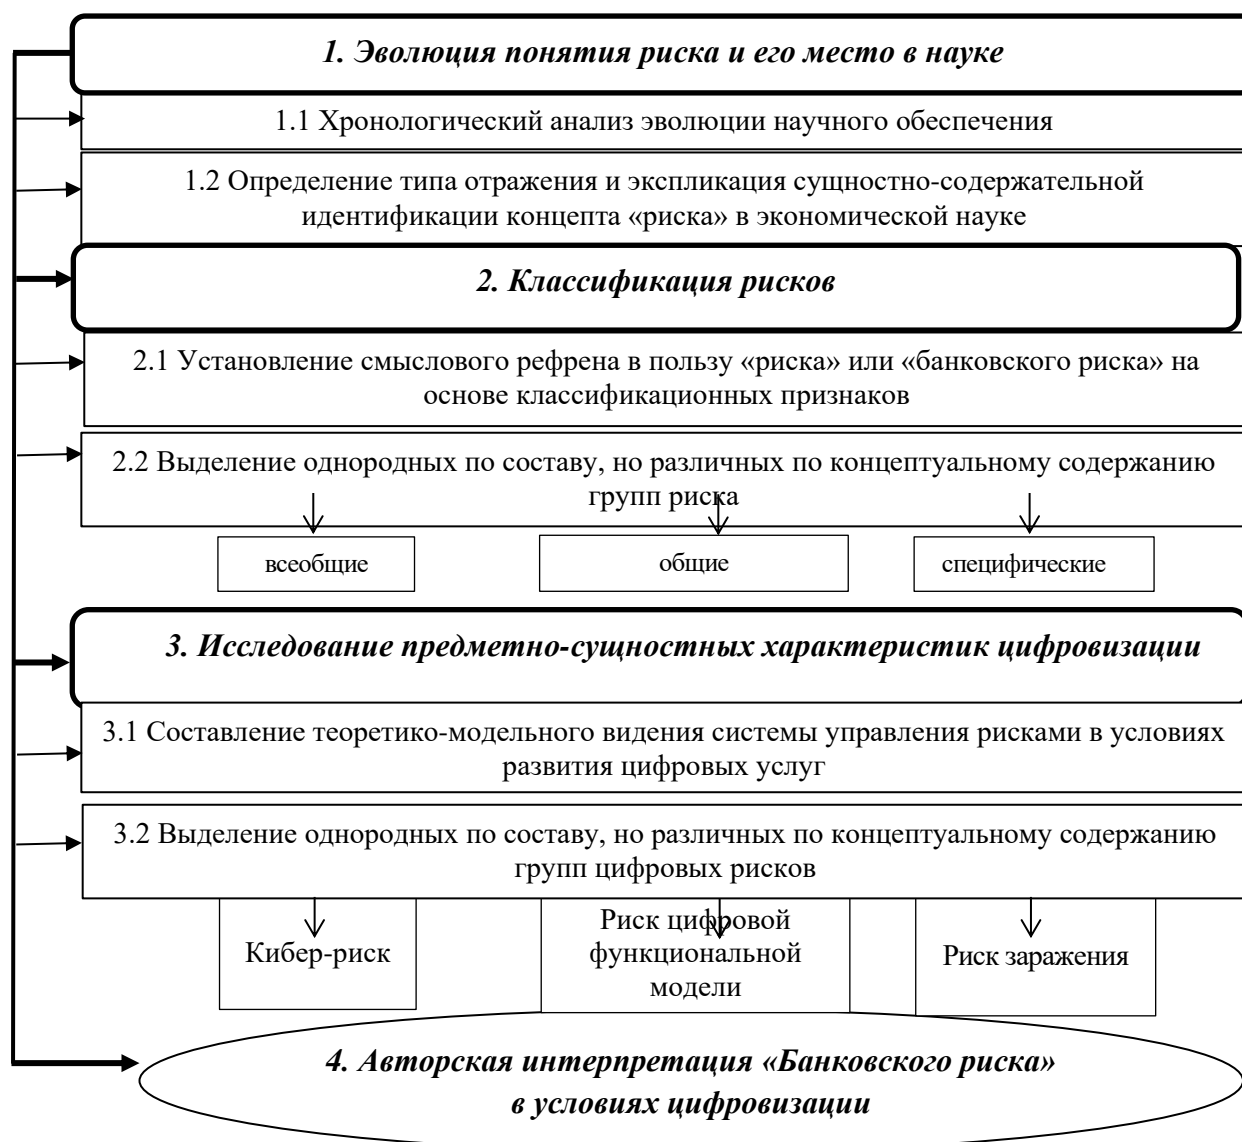 1. Эволюция понятия риска и его место в науке
1.1 Хронологический анализ эволюции научного обеспечения
1.2 Определение типа отражения и экспликация сущностно-содержательной
идентификации концепта «риска» в экономической науке
2. Классификация рисков
2.1 Установление смыслового рефрена в пользу «риска» или «банковского риска» на
основе классификационных признаков
2.2 Выделение однородных по составу, но различных по концептуальному содержанию
групп риска
всеобщие
общие
специфические
3. Исследование предметно-сущностных характеристик цифровизации
3.1 Составление теоретико-модельного видения системы управления рисками в условиях
развития цифровых услуг
3.2 Выделение однородных по составу, но различных по концептуальному содержанию
групп цифровых рисков
Кибер-риск
Риск цифровой
функциональной
модели
Риск заражения
4. Авторская интерпретация «Банковского риска»
в условиях цифровизации